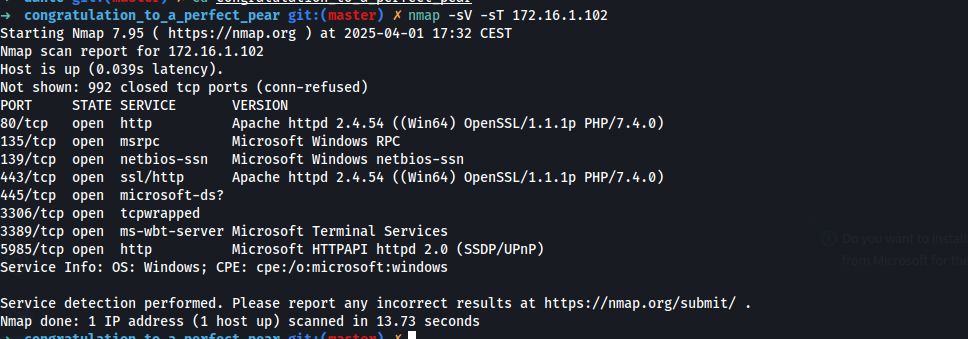 ➜  congratulation_to_a_perfect_pear git:(master) ✗ nmap -sV -sT 172.16.1.102
Starting Nmap 7.95 ( https://nmap.org ) at 2025-04-01 17:32 CEST
Nmap scan report for 172.16.1.102
Host is up (0.039s latency).
Not shown: 992 closed tcp ports (conn-refused)
PORT     STATE SERVICE       VERSION
80/tcp   open  http          Apache httpd 2.4.54 ((Win64) OpenSSL/1.1.1p PHP/7.4.0)
135/tcp  open  msrpc         Microsoft Windows RPC
139/tcp  open  netbios-ssn   Microsoft Windows netbios-ssn
443/tcp  open  ssl/http      Apache httpd 2.4.54 ((Win64) OpenSSL/1.1.1p PHP/7.4.0)
445/tcp  open  microsoft-ds?
3306/tcp open  tcpwrapped
3389/tcp open  ms-wbt-server Microsoft Terminal Services
5985/tcp open  http          Microsoft HTTPAPI httpd 2.0 (SSDP/UPnP)
Do you want to install
from Microsoft for the
Service Info: OS: Windows; CPE: cpe:/o:microsoft:windows
Service detection performed. Please report any incorrect results at https://nmap.org/submit/ .
Nmap done: 1 IP address (1 host up) scanned in 13.73 seconds
➜  congratulation_to_a_perfect_pear git:(master) ✗